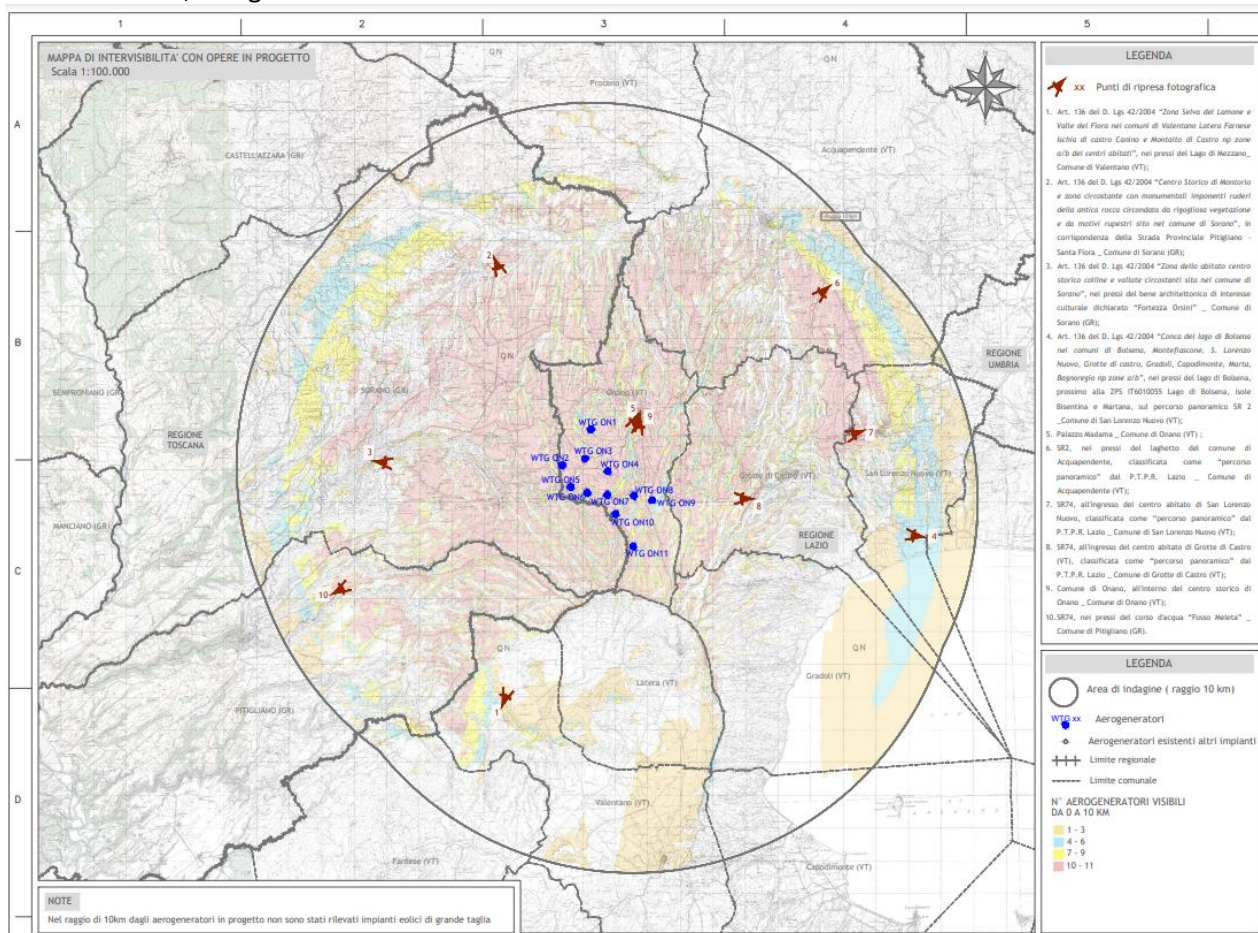 1 2 3 4 5
A
B
C
D
MAPPA DI INTERVISIBILITA' CON OPERE IN PROGETTO
Scala 1:100.000
QN
Proceno (VT)
CASTELL'AZZARA (GR)
Acquapendente (VT)
2
6
QN
REGIONE
UMBRIA
SEMPRONIANO (GR)
SORANO (GR)
Onano (VT)
REGIONE
TOSCANA
5
9
WTG ON1
7
WTG ON3
WTG ON2
WTG ON4
3
Grotte di Castro (VT)
San Lorenzo Nuovo (VT)
WTG ON5
WTG ON6
WTG ON7
WTG ON8
WTG ON9
8
MANCIANO (GR)
WTG ON10
REGIONE
LAZIO
4
WTG ON11
10
QN
QN
Latera (VT)
Gradoli (VT)
PITIGLIANO (GR)
1
Valentano (VT)
Farnese (VT)
Capodimonte (VT)
NOTE
Nel raggio di 10km dagli aerogeneratori in progetto non sono stati rilevati impianti eolici di grande taglia
LEGENDA
xx Punti di ripresa fotografica
1. Art. 136 del D. Lgs 42/2004 "Zona Selva del Lamone e
Valle del Fiora nei comuni di Valentano Latera Farnese
Ischia di castro Canino e Montalto di Castro np zone
a/b dei centri abitati", nei pressi del Lago di Mezzano_
Comune di Valentano (VT);
2. Art. 136 del D. Lgs 42/2004 "Centro Storico di Montorio
e zona circostante con monumentali imponenti ruderi
della antica rocca circondata da rigogliosa vegetazione
e da motivi rupestri sito nel comune di Sorano", in
corrispondenza della Strada Provinciale Pitigliano -
Santa Fiora _ Comune di Sorano (GR);
3. Art. 136 del D. Lgs 42/2004 "Zona dello abitato centro
storico colline e vallate circostanti sita nel comune di
Sorano", nei pressi del bene architettonico di interesse
culturale dichiarato "Fortezza Orsini" _ Comune di
Sorano (GR);
4. Art. 136 del D. Lgs 42/2004 "Conca del lago di Bolsena
nei comuni di Bolsena, Montefiascone, S. Lorenzo
Nuovo, Grotte di castro, Gradoli, Capodimonte, Marta,
Bagnoregio np zone a/b", nei pressi del lago di Bolsena,
prossimo alla ZPS IT6010055 Lago di Bolsena, Isole
Bisentina e Martana, sul percorso panoramico SR 2
_Comune di San Lorenzo Nuovo (VT);
5. Palazzo Madama _ Comune di Onano (VT) ;
6. SR2, nei pressi del laghetto del comune di
Acquapendente, classificata come "percorso
panoramico" dal P.T.P.R. Lazio _ Comune di
Acquapendente (VT);
7. SR74, all'ingresso del centro abitato di San Lorenzo
Nuovo, classificata come "percorso panoramico" dal
P.T.P.R. Lazio _ Comune di San Lorenzo Nuovo (VT);
8. SR74, all'ingresso del centro abitato di Grotte di Castro
(VT), classificata come "percorso panoramico" dal
P.T.P.R. Lazio _ Comune di Grotte di Castro (VT);
9. Comune di Onano, all'interno del centro storico di
Onano _ Comune di Onano (VT);
10. SR74, nei pressi del corso d'acqua "Fosso Meleta" _
Comune di Pitigliano (GR).
LEGENDA
Area di indagine ( raggio 10 km)
WTG xx Aerogeneratori
Aerogeneratori esistenti altri impianti
Limite regionale
Limite comunale
N° AEROGENERATORI VISIBILI
DA 0 A 10 KM
1 - 3
4 - 6
7 - 9
10 - 11